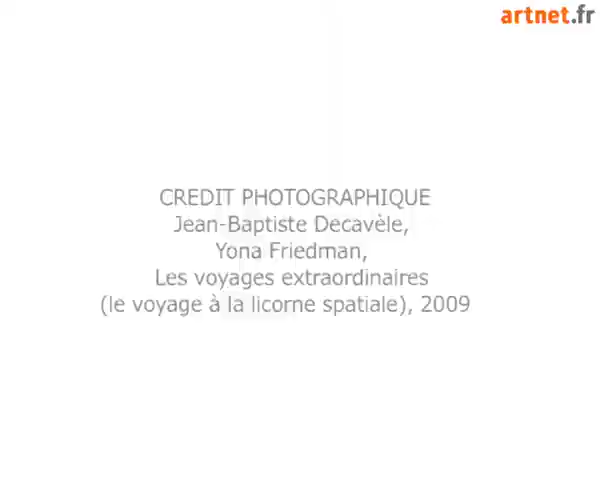 artnet.fr
CREDIT PHOTOGRAPHIQUE
Jean-Baptiste Decavèle,
Yona Friedman,
Les voyages extraordinaires
(le voyage à la licorne spatiale), 2009